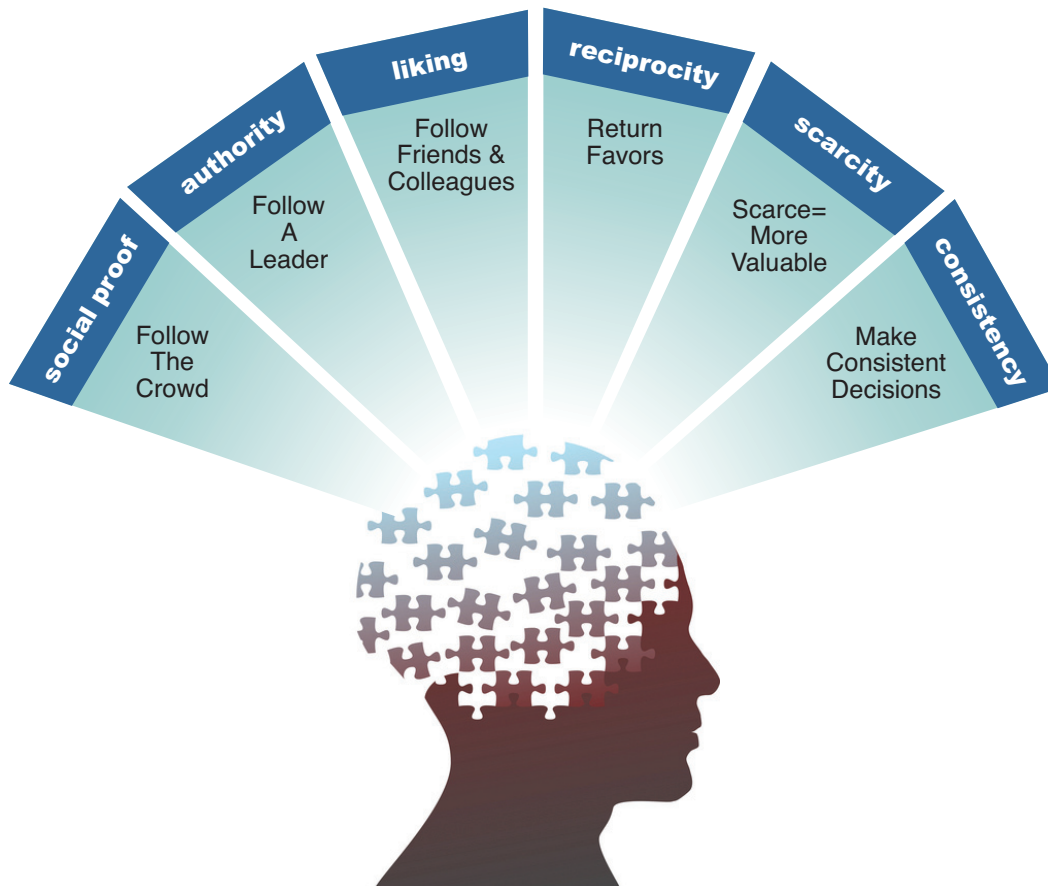 social proof
Follow
The
Crowd
authority
Follow
A
Leader
liking
Follow
Friends &
Colleagues
reciprocity
Return
Favors
scarcity
Scarce=
More
Valuable
consistency
Make
Consistent
Decisions